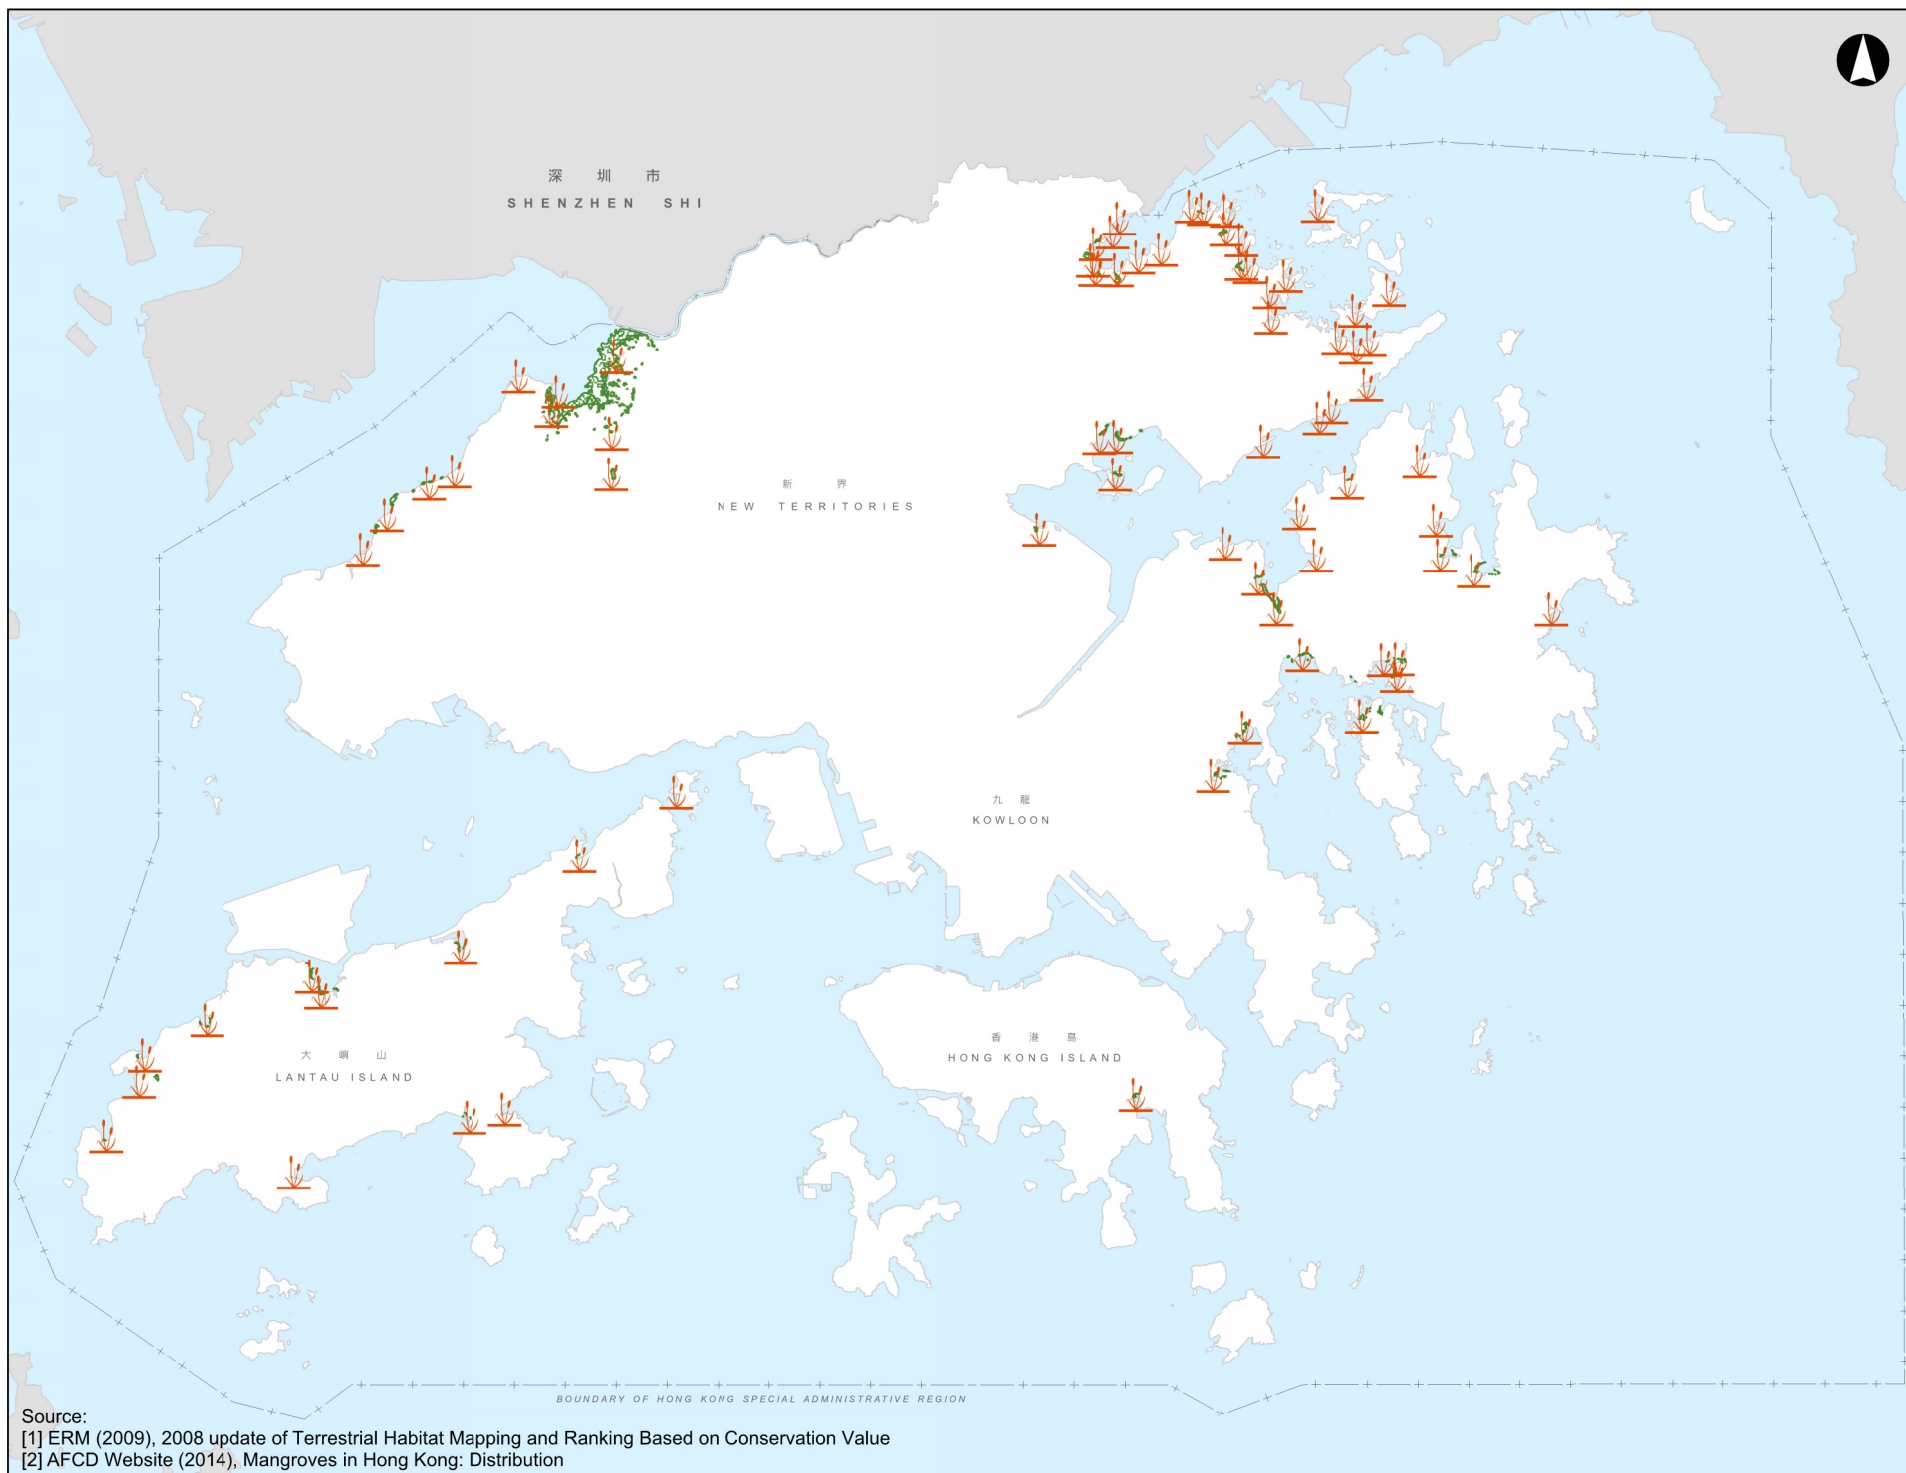 深 圳 市
SHENZHEN SHI
新 界
NEW TERRITORIES
九 龍
KOWLOON
香 港 島
HONG KONG ISLAND
大 嶼 山
LANTAU ISLAND
BOUNDARY OF HONG KONG SPECIAL ADMINISTRATIVE REGION
Source:
[1] ERM (2009), 2008 update of Terrestrial Habitat Mapping and Ranking Based on Conservation Value
[2] AFCD Website (2014), Mangroves in Hong Kong: Distribution